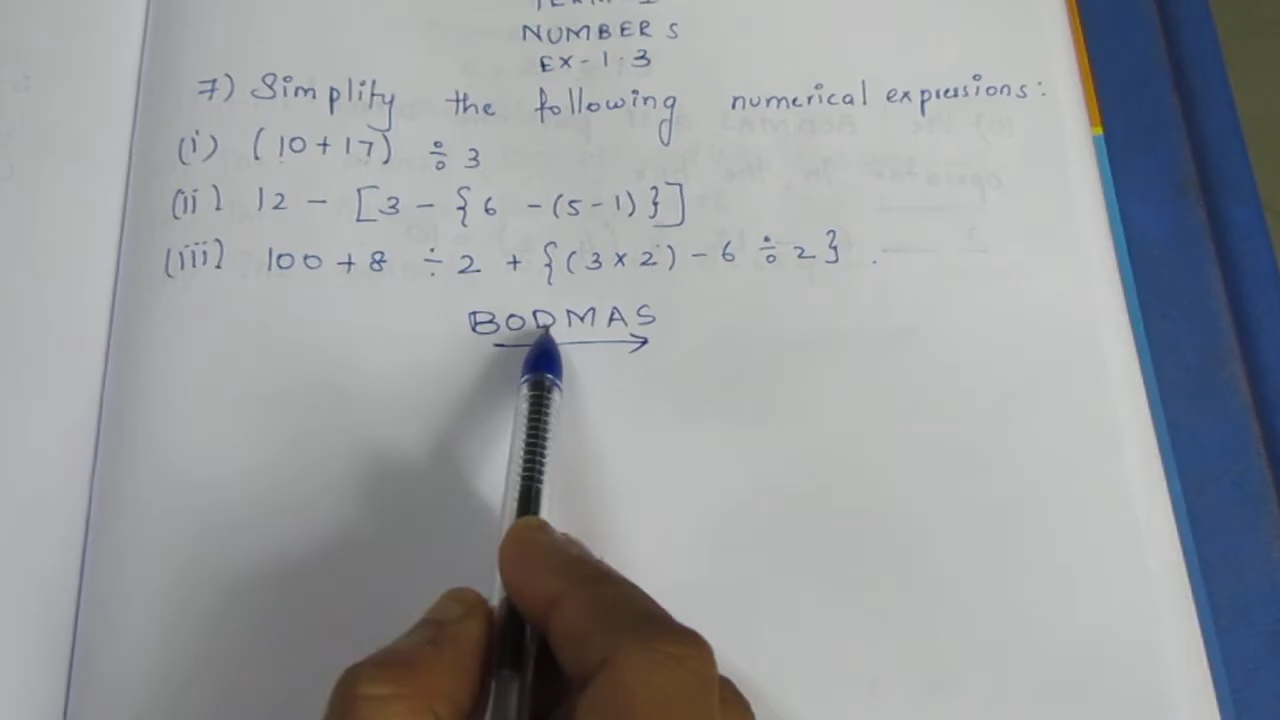 NUMBERS
EX-1.3
7) Simplify the following numerical expressions:
(i) (10+17) ÷ 3
(ii) 12 - [3 - {6 - (5-1)}]
(iii) 100 + 8 ÷ 2 + {(3×2) - 6 ÷ 2}.
BODMAS